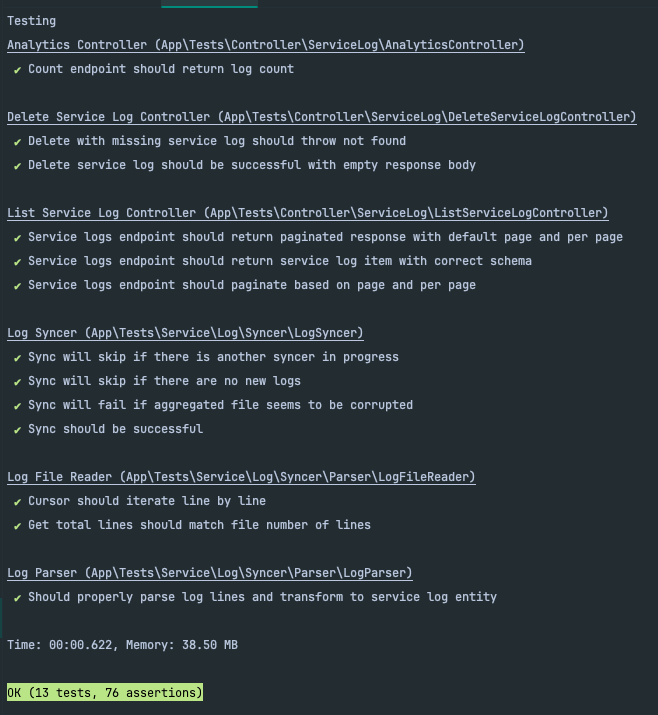 Testing
Analytics Controller (App\Tests\Controller\ServiceLog\AnalyticsController)
✔ Count endpoint should return log count
Delete Service Log Controller (App\Tests\Controller\ServiceLog\DeleteServiceLogController)
✔ Delete with missing service log should throw not found
✔ Delete service log should be successful with empty response body
List Service Log Controller (App\Tests\Controller\ServiceLog\ListServiceLogController)
✔ Service logs endpoint should return paginated response with default page and per page
✔ Service logs endpoint should return service log item with correct schema
✔ Service logs endpoint should paginate based on page and per page
Log Syncer (App\Tests\Service\Log\Syncer\LogSyncer)
✔ Sync will skip if there is another syncer in progress
✔ Sync will skip if there are no new logs
✔ Sync will fail if aggregated file seems to be corrupted
✔ Sync should be successful
Log File Reader (App\Tests\Service\Log\Syncer\Parser\LogFileReader)
✔ Cursor should iterate line by line
✔ Get total lines should match file number of lines
Log Parser (App\Tests\Service\Log\Syncer\Parser\LogParser)
✔ Should properly parse log lines and transform to service log entity
Time: 00:00.622, Memory: 38.50 MB
OK (13 tests, 76 assertions)